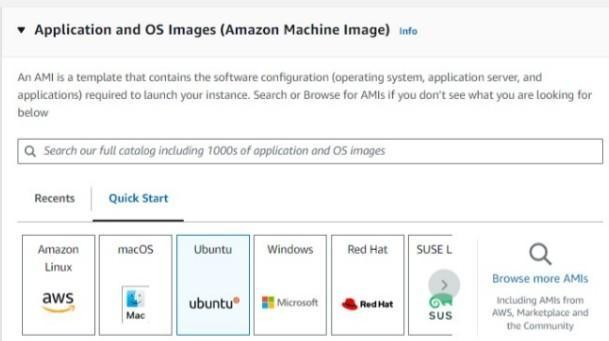 Application and OS Images (Amazon Machine Image) Info
An AMI is a template that contains the software configuration (operating system, application server, and
applications) required to launch your instance. Search or Browse for AMIs if you don't see what you are looking for
below
Search our full catalog including 1000s of application and OS images
Recents Quick Start
Amazon Linux
aws
macOS
Mac
Ubuntu
ubuntu
Windows
Microsoft
Red Hat
Red Hat
SUSE L
SUS
Browse more AMIs
Including AMIs from
AWS, Marketplace and
the Community